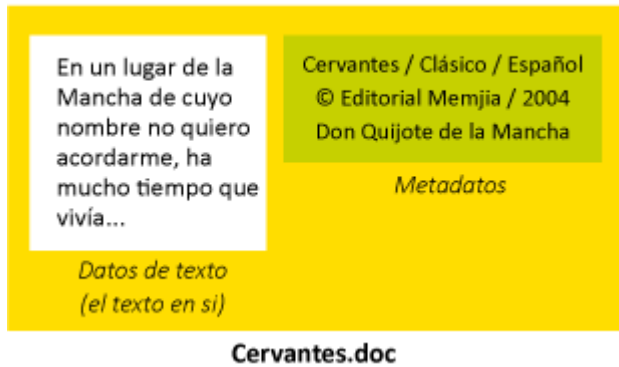 En un lugar de la
Mancha de cuyo
nombre no quiero
acordarme, ha
mucho tiempo que
vivía...
Datos de texto
(el texto en si)
Cervantes / Clásico / Español
© Editorial Memjia / 2004
Don Quijote de la Mancha
Metadatos
Cervantes.doc